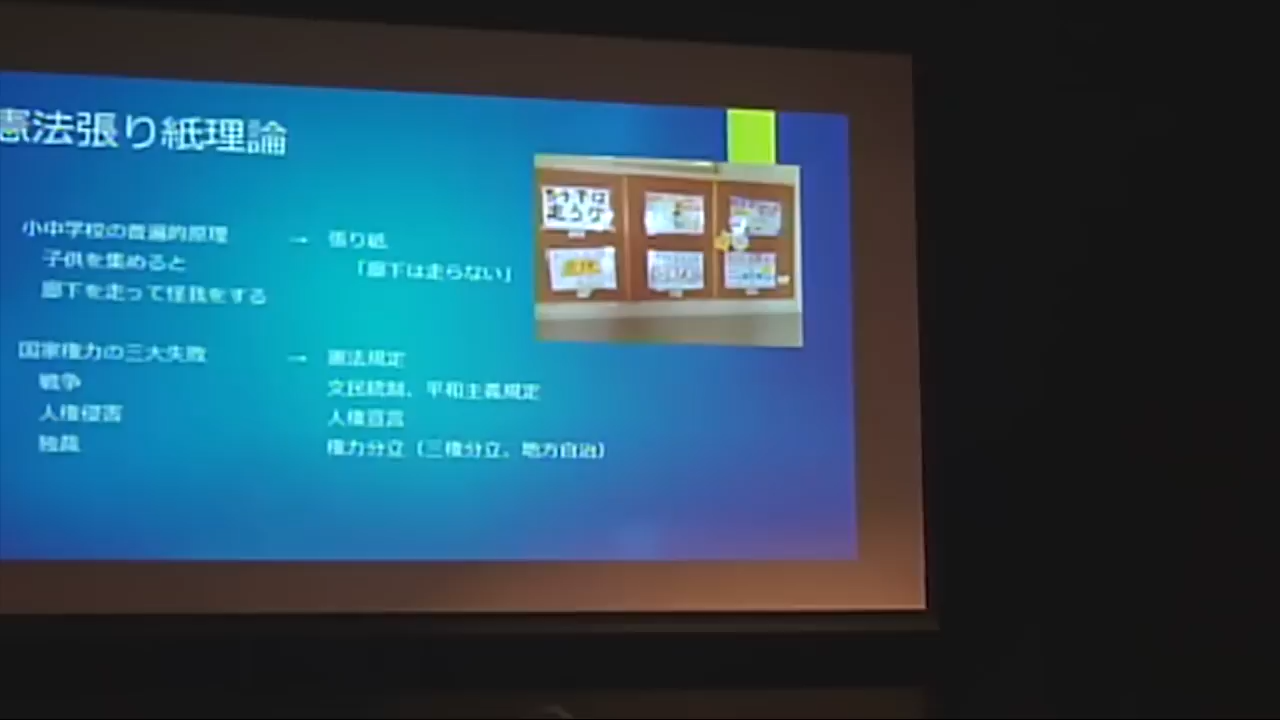 憲法張り紙理論
小中学校の普遍的原理 → 張り紙
子供を集めると 「廊下は走らない」
廊下を走って怪我をする
国家権力の三大失敗 → 憲法規定
戦争 文民統制、平和主義規定
人権侵害 人権宣言
独裁 権力分立（三権分立、地方自治）